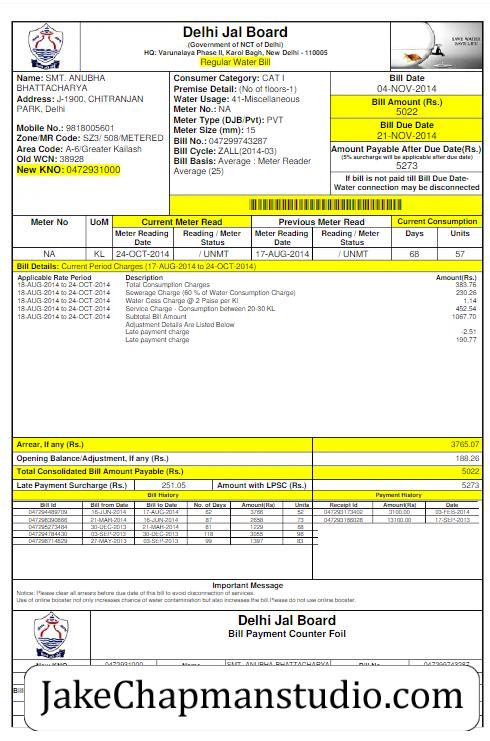 Delhi Jal Board
(Government of NCT of Delhi)
HQ: Varunalaya Phase II, Karol Bagh, New Delhi - 110005
Regular Water Bill
SAVE WATER
SAVE LIFE
Name: SMT. ANUBHA
BHATTACHARYA
Address: J-1900, CHITRANJAN
PARK, Delhi
Mobile No.: 9818005601
Zone/MR Code: SZ3/ 508/METERED
Area Code: A-6/Greater Kailash
Old WCN: 38928
New KNO: 0472931000
Consumer Category: CAT I
Premise Detail: (No of floors-1)
Water Usage: 41-Miscellaneous
Meter No.: NA
Meter Type (DJB/Pvt): PVT
Meter Size (mm): 15
Bill No.: 047299743287
Bill Cycle: ZALL(2014-03)
Bill Basis: Average : Meter Reader
Average (25)
Bill Date
04-NOV-2014
Bill Amount (Rs.)
5022
Bill Due Date
21-NOV-2014
Amount Payable After Due Date(Rs.)
(5% surcharge will be applicable after due date)
5273
If bill is not paid till Bill Due Date-
Water connection may be disconnected
Meter No UoM Current Meter Read Previous Meter Read Current Consumption
Meter Reading Date Reading / Meter Status Meter Reading Date Reading / Meter Status Days Units
NA KL 24-OCT-2014 / UNMT 17-AUG-2014 / UNMT 68 57
Bill Details: Current Period Charges (17-AUG-2014 to 24-OCT-2014)
Applicable Rate Period Description Amount(Rs.)
18-AUG-2014 to 24-OCT-2014 Total Consumption Charges 383.76
18-AUG-2014 to 24-OCT-2014 Sewerage Charge (60 % of Water Consumption Charge) 230.26
18-AUG-2014 to 24-OCT-2014 Water Cess Charge @ 2 Paise per Kl 1.14
18-AUG-2014 to 24-OCT-2014 Service Charge - Consumption between 20-30 KL 452.54
18-AUG-2014 to 24-OCT-2014 Subtotal Bill Amount 1067.70
Adjustment Details Are Listed Below
Late payment charge -2.51
Late payment charge 190.77
Arrear, If any (Rs.) 3765.07
Opening Balance/Adjustment, If any (Rs.) 188.26
Total Consolidated Bill Amount Payable (Rs.) 5022
Late Payment Surcharge (Rs.) 251.05 Amount with LPSC (Rs.) 5273
Bill History Payment History
Bill Id Bill from Date Bill to Date No. of Days Amount(Rs) Units Receipt Id Amount(Rs) Date
047294489709 16-JUN-2014 17-AUG-2014 62 3766 52 047293173402 3100.00 03-FEB-2014
21-MAR-2014 16-JUN-2014 87 2658 73 13100.00 17-SEP-2013
30-DEC-2013 21-MAR-2014 81 1229 68
03-SEP-2013 30-DEC-2013 118 3055 98
27-MAY-2013 03-SEP-2013 99 1397 83
Important Message
Notice: Please clear all arrears before due date of this bill to avoid disconnection of services.
Use of online booster not only increases chance of water contamination but also increases the bill.Please do not use online booster.
Delhi Jal Board
Bill Payment Counter Foil
New KNO 0472931000 Name SMT. ANUBHA BHATTACHARYA Bill No 047299743287
Bill
JakeChapmanstudio.com